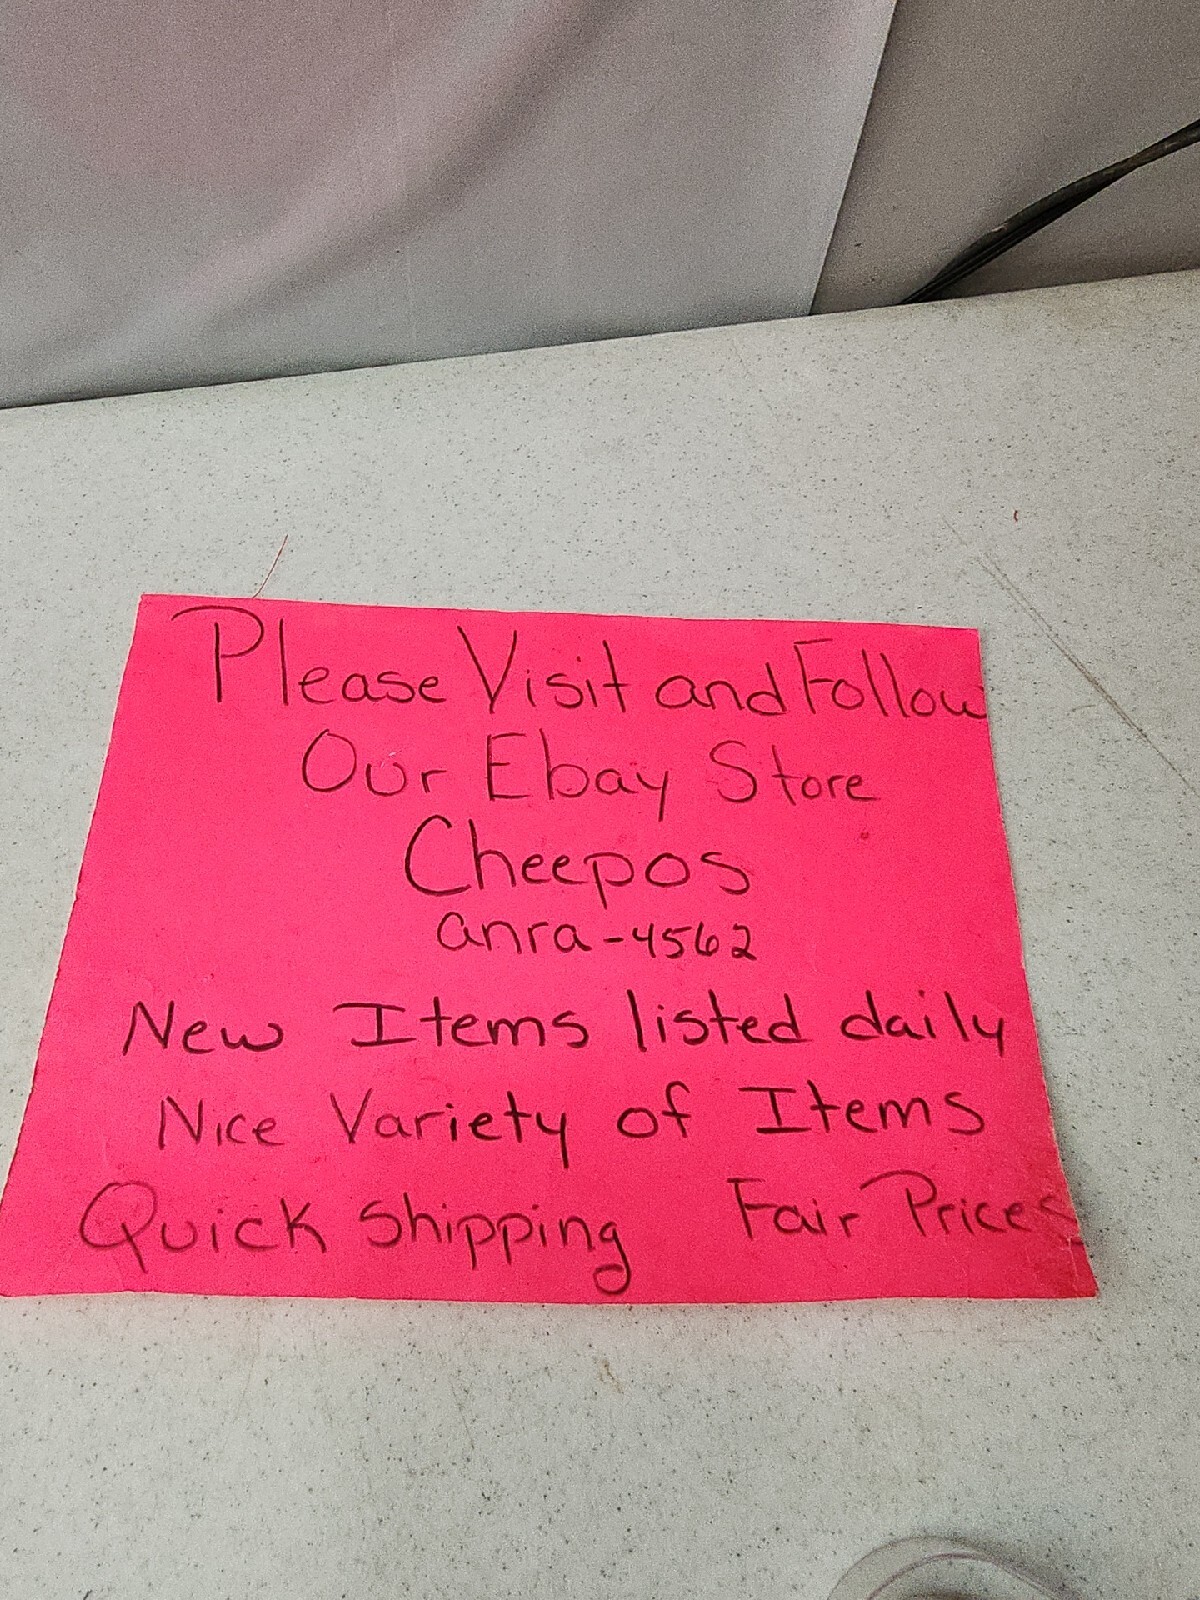 Please Visit and Follow
Our Ebay Store
Cheepos
anra-4562
New Items listed daily
Nice Variety of Items
Quick Shipping Fair Prices